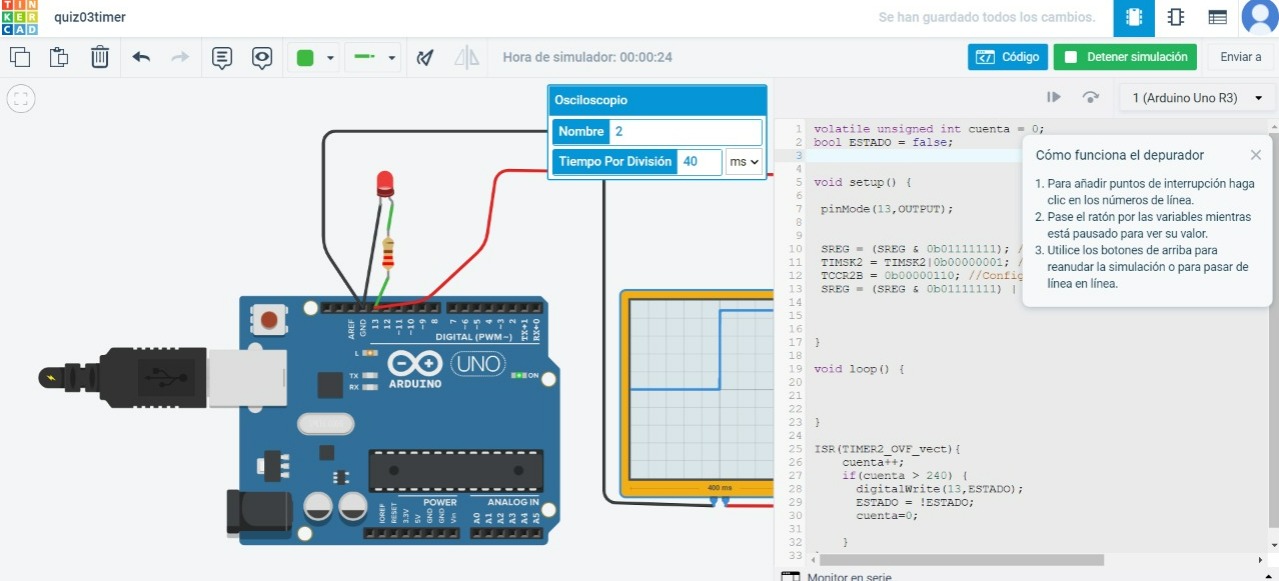 TIN
KER
CAD
quiz03timer
Se han guardado todos los cambios.
Hora de simulador: 00:00:24
Código
Detener simulación
Enviar a
1 (Arduino Uno R3)
Osciloscopio
Nombre 2
Tiempo Por División 40 ms
400 ms
AREF
GND
13
12
~11
~10
~9
8
7
~6
~5
4
~3
2
TX→1
RX←0
DIGITAL (PWM~)
L
TX
RX
ARDUINO
UNO
ON
POWER
ANALOG IN
IOREF
RESET
3.3V
5V
GND
GND
Vin
A0
A1
A2
A3
A4
A5
1 volatile unsigned int cuenta = 0;
2 bool ESTADO = false;
3
4
5 void setup() {
6
7 pinMode(13,OUTPUT);
8
9
10 SREG = (SREG & 0b01111111); /
11 TIMSK2 = TIMSK2|0b00000001; /
12 TCCR2B = 0b00000110; //Config
13 SREG = (SREG & 0b01111111) |
14
15
16
17 }
18
19 void loop() {
20
21
22
23 }
24
25 ISR(TIMER2_OVF_vect){
26 cuenta++;
27 if(cuenta > 240) {
28 digitalWrite(13,ESTADO);
29 ESTADO = !ESTADO;
30 cuenta=0;
31
32 }
33
Cómo funciona el depurador
1. Para añadir puntos de interrupción haga
clic en los números de línea.
2. Pase el ratón por las variables mientras
está pausado para ver su valor.
3. Utilice los botones de arriba para
reanudar la simulación o para pasar de
línea en línea.
Monitor en serie